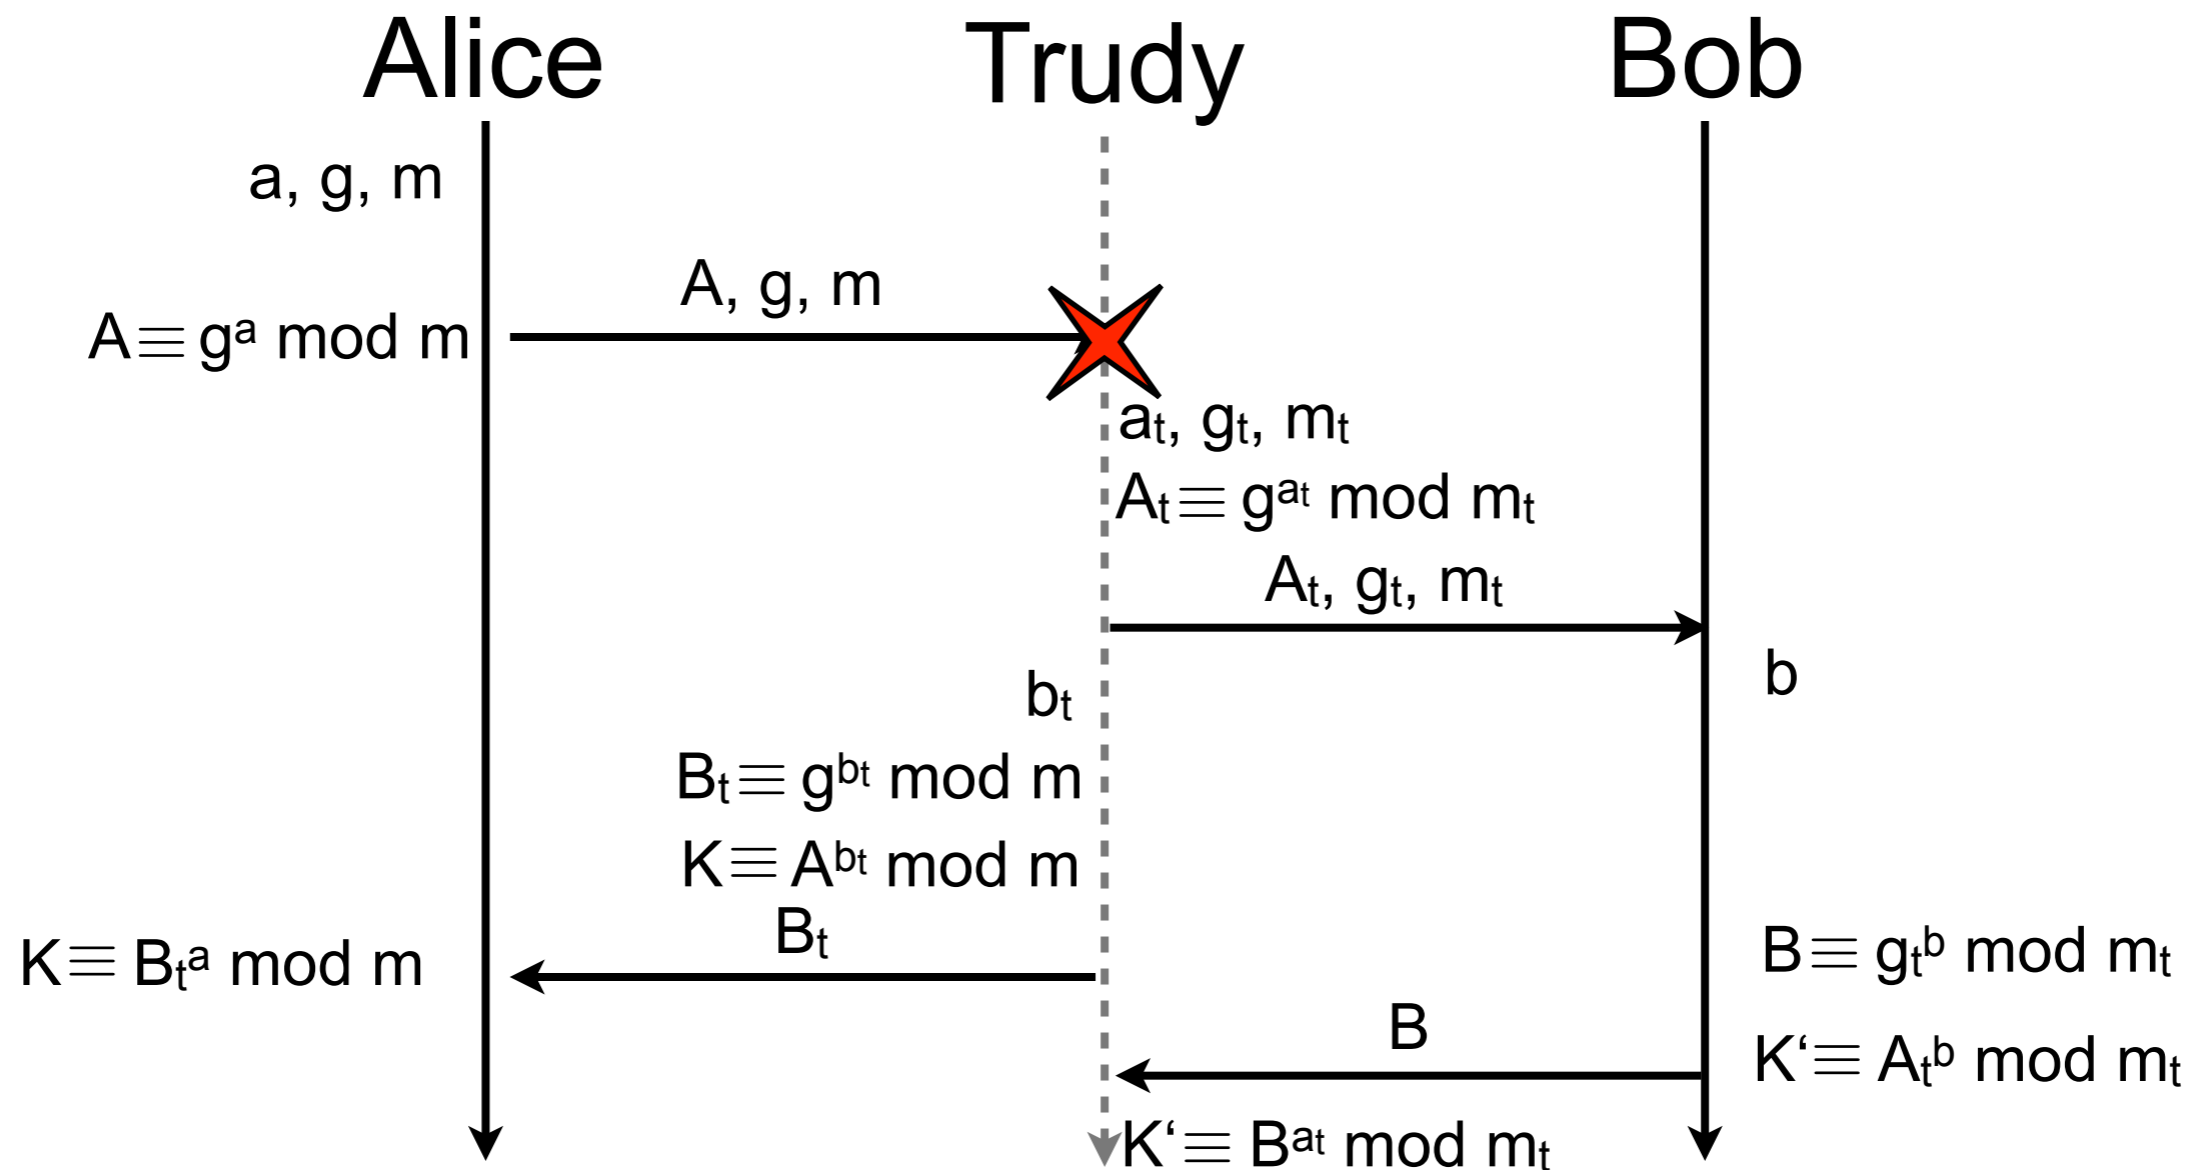 Alice Trudy Bob
a, g, m
A, g, m
A≡ gᵃ mod m
aₜ, gₜ, mₜ
Aₜ≡ gᵃᵗ mod mₜ
Aₜ, gₜ, mₜ
bₜ
b
Bₜ≡ gᵇᵗ mod m
K≡ Aᵇᵗ mod m
Bₜ
K≡ Bₜᵃ mod m
B≡ gₜᵇ mod mₜ
B
K‘≡ Aₜᵇ mod mₜ
K‘≡ Bᵃᵗ mod mₜ